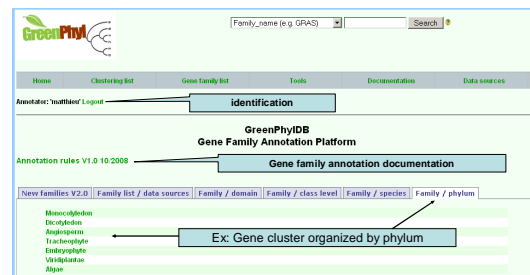 GreenPhyl
Family_name (e.g. GRAS) Search
Home Clustering list Gene family list Tools Documentation Data sources
Annotator: 'matthieu' Logout
identification
GreenPhylDB
Gene Family Annotation Platform
Annotation rules V1.0 10/2008
Gene family annotation documentation
New families V2.0 Family list / data sources Family / domain Family / class level Family / species Family / phylum
Monocotyledon
Dicotyledon
Angiosperm
Tracheophyte
Embryophyte
Viridiplantae
Algae
Ex: Gene cluster organized by phylum